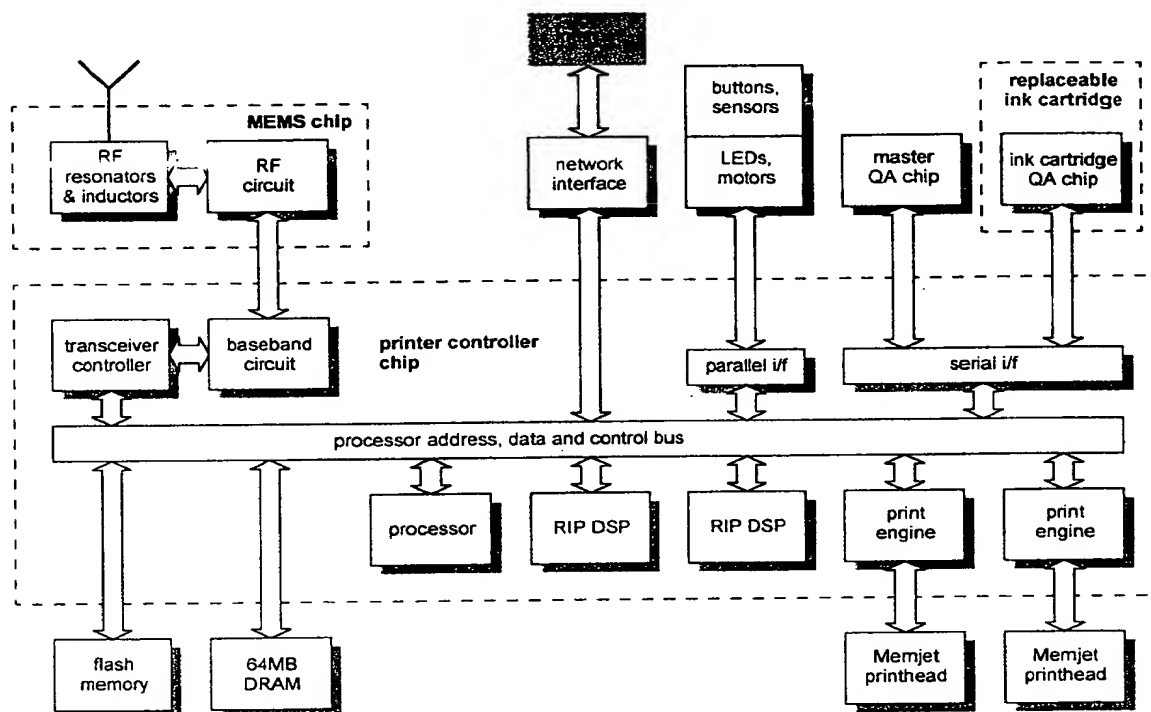 replaceable
ink cartridge
buttons,
sensors
MEMS chip
RF
resonators
& inductors
RF
circuit
network
interface
LEDs,
motors
master
QA chip
ink cartridge
QA chip
transceiver
controller
baseband
circuit
printer controller
chip
parallel i/f
serial i/f
processor address, data and control bus
processor
RIP DSP
RIP DSP
print
engine
print
engine
flash
memory
64MB
DRAM
Memjet
printhead
Memjet
printhead